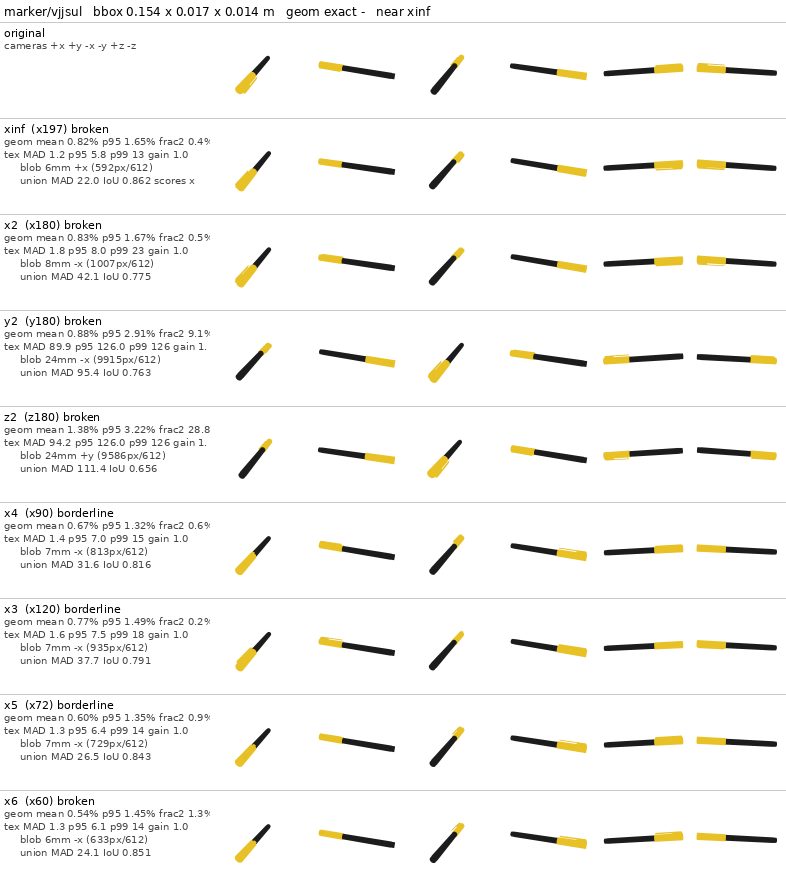 marker/vjjsul bbox 0.154 x 0.017 x 0.014 m geom exact - near xinf
original
cameras +x +y -x -y +z -z
xinf (x197) broken
geom mean 0.82% p95 1.65% frac2 0.4%
tex MAD 1.2 p95 5.8 p99 13 gain 1.0
blob 6mm +x (592px/612)
union MAD 22.0 IoU 0.862 scores x
x2 (x180) broken
geom mean 0.83% p95 1.67% frac2 0.5%
tex MAD 1.8 p95 8.0 p99 23 gain 1.0
blob 8mm -x (1007px/612)
union MAD 42.1 IoU 0.775
y2 (y180) broken
geom mean 0.88% p95 2.91% frac2 9.1%
tex MAD 89.9 p95 126.0 p99 126 gain 1.
blob 24mm -x (9915px/612)
union MAD 95.4 IoU 0.763
z2 (z180) broken
geom mean 1.38% p95 3.22% frac2 28.8
tex MAD 94.2 p95 126.0 p99 126 gain 1.
blob 24mm +y (9586px/612)
union MAD 111.4 IoU 0.656
x4 (x90) borderline
geom mean 0.67% p95 1.32% frac2 0.6%
tex MAD 1.4 p95 7.0 p99 15 gain 1.0
blob 7mm -x (813px/612)
union MAD 31.6 IoU 0.816
x3 (x120) borderline
geom mean 0.77% p95 1.49% frac2 0.2%
tex MAD 1.6 p95 7.5 p99 18 gain 1.0
blob 7mm -x (935px/612)
union MAD 37.7 IoU 0.791
x5 (x72) borderline
geom mean 0.60% p95 1.35% frac2 0.9%
tex MAD 1.3 p95 6.4 p99 14 gain 1.0
blob 7mm -x (729px/612)
union MAD 26.5 IoU 0.843
x6 (x60) broken
geom mean 0.54% p95 1.45% frac2 1.3%
tex MAD 1.3 p95 6.1 p99 14 gain 1.0
blob 6mm -x (633px/612)
union MAD 24.1 IoU 0.851